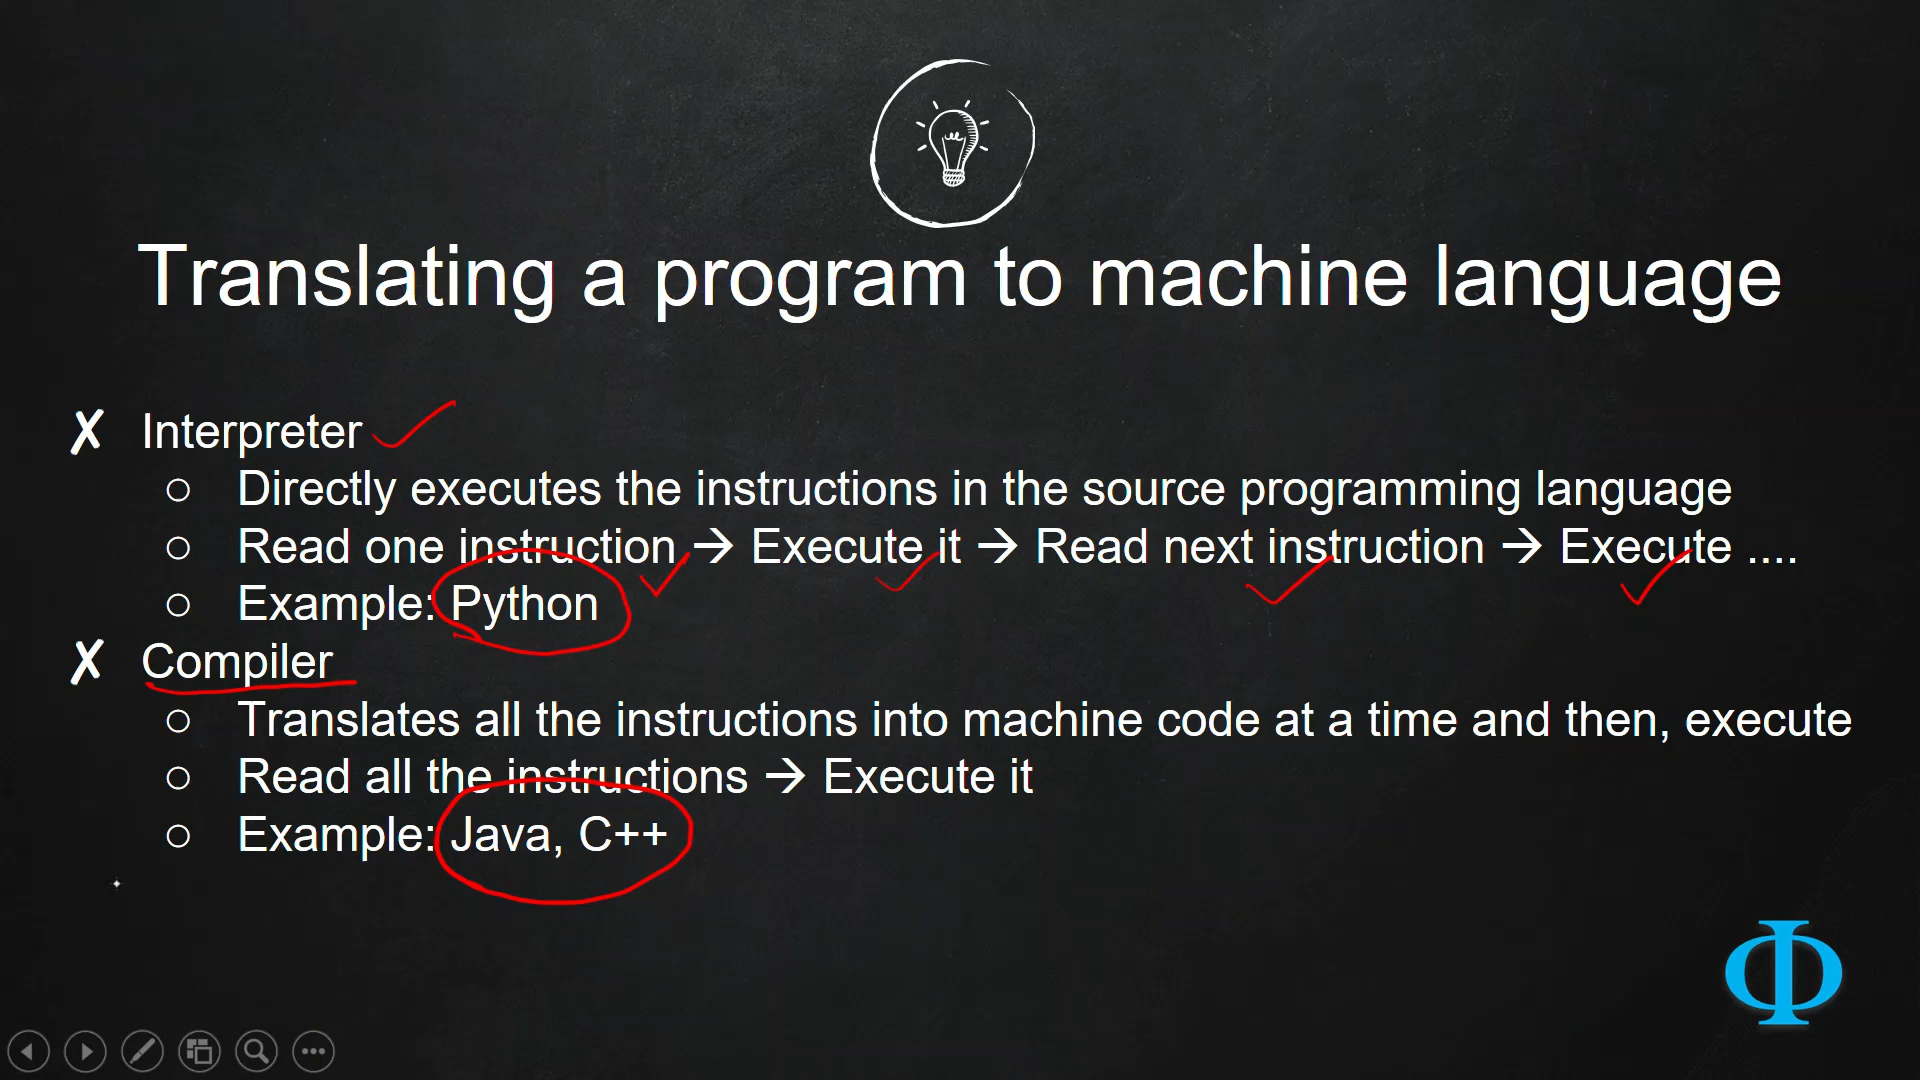 Translating a program to machine language
✗ Interpreter
○ Directly executes the instructions in the source programming language
○ Read one instruction → Execute it → Read next instruction → Execute ....
○ Example: Python
✗ Compiler
○ Translates all the instructions into machine code at a time and then, execute
○ Read all the instructions → Execute it
○ Example: Java, C++
Φ